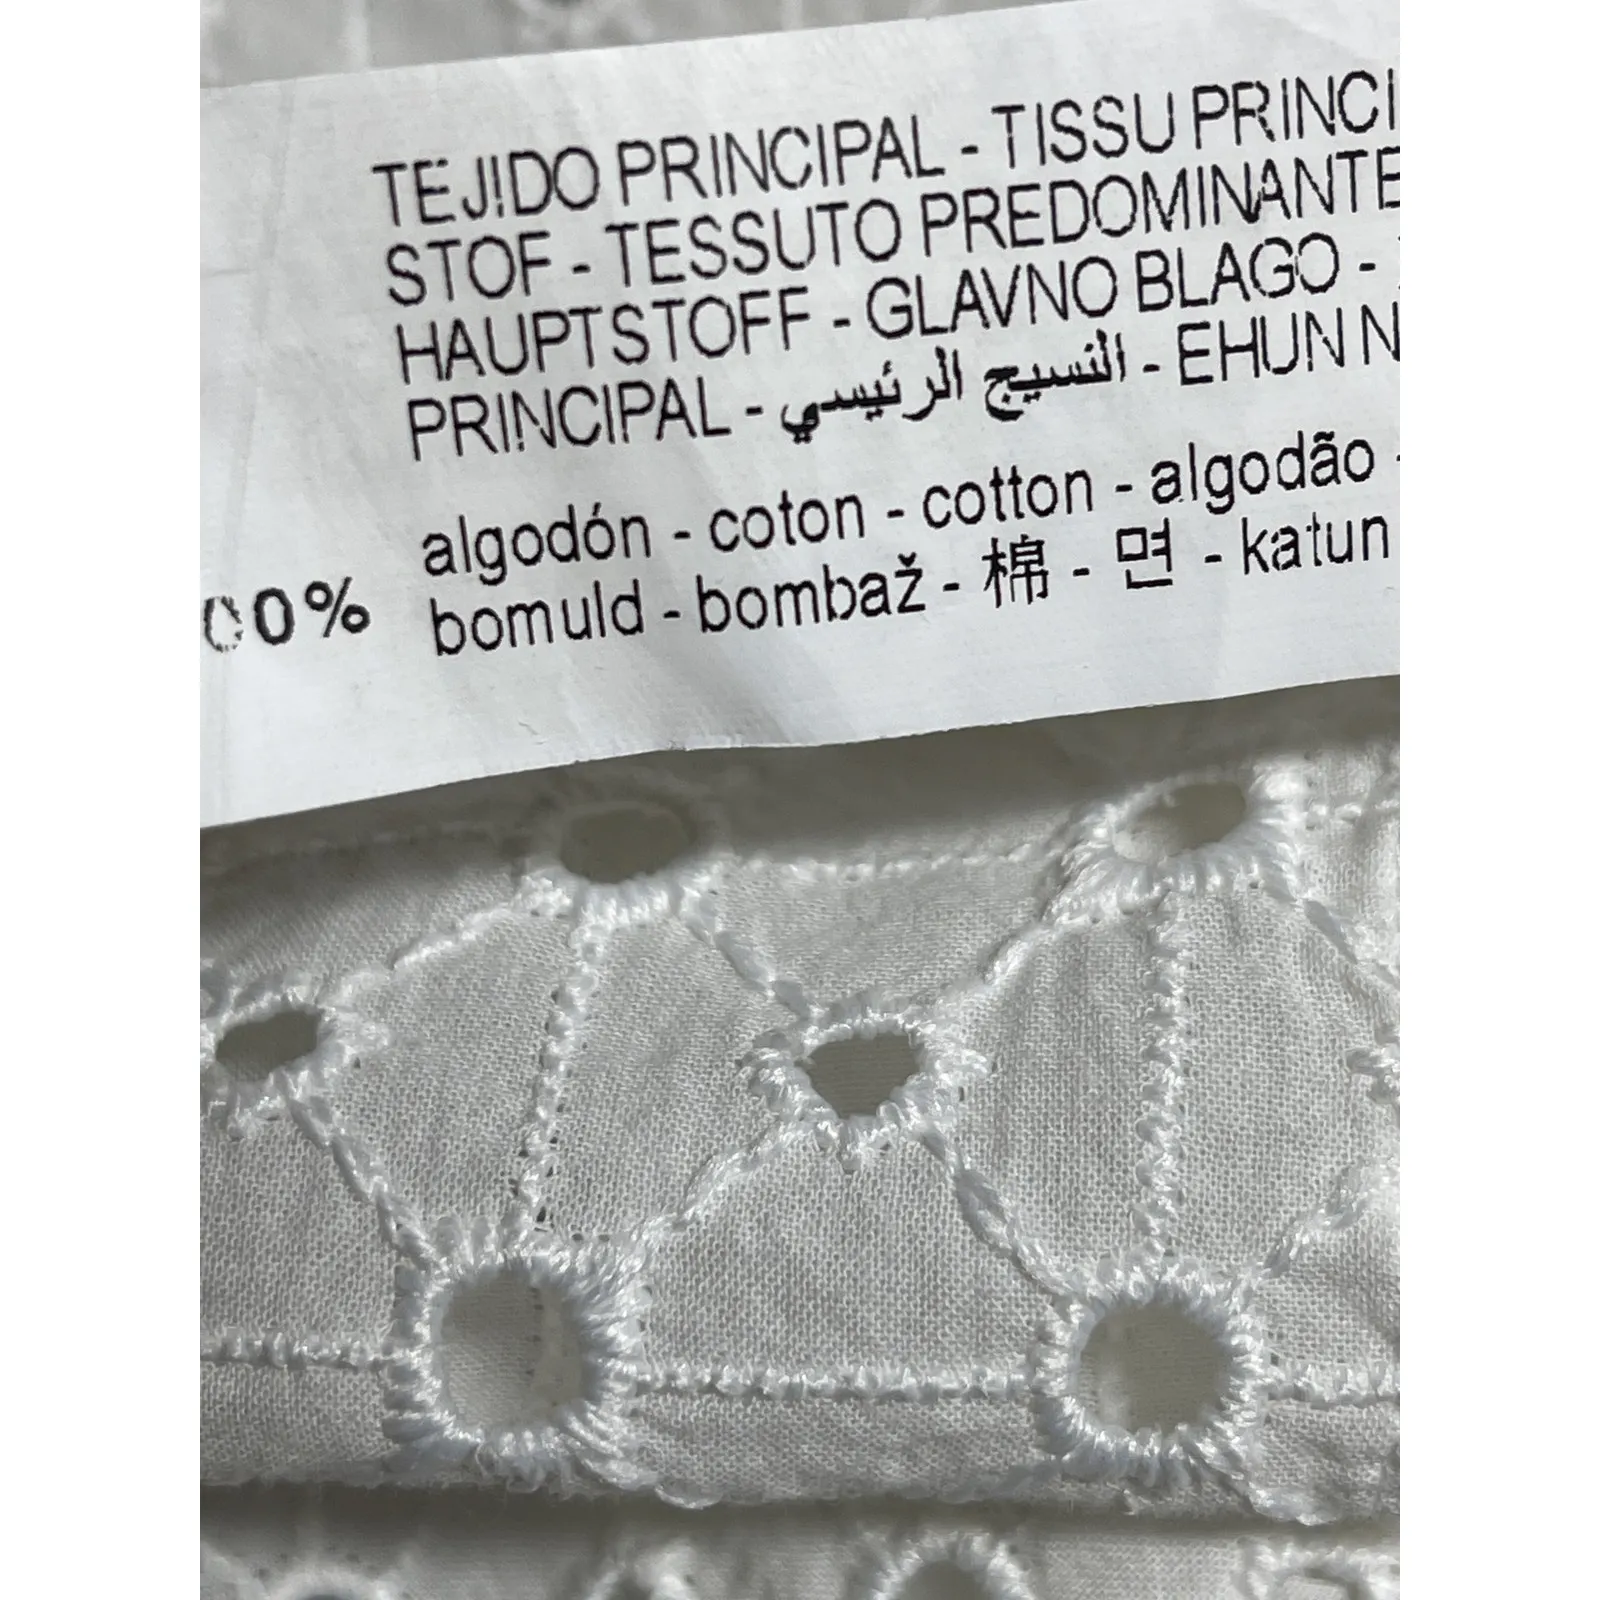 TEJIDO PRINCIPAL - TISSU PRINCI
STOF - TESSUTO PREDOMINANTE
HAUPTSTOFF - GLAVNO BLAGO -
PRINCIPAL - النسيج الرئيسي - EHUN N
algodón - coton - cotton - algodão -
00% bomuld - bombaž - 棉 - 면 - katun